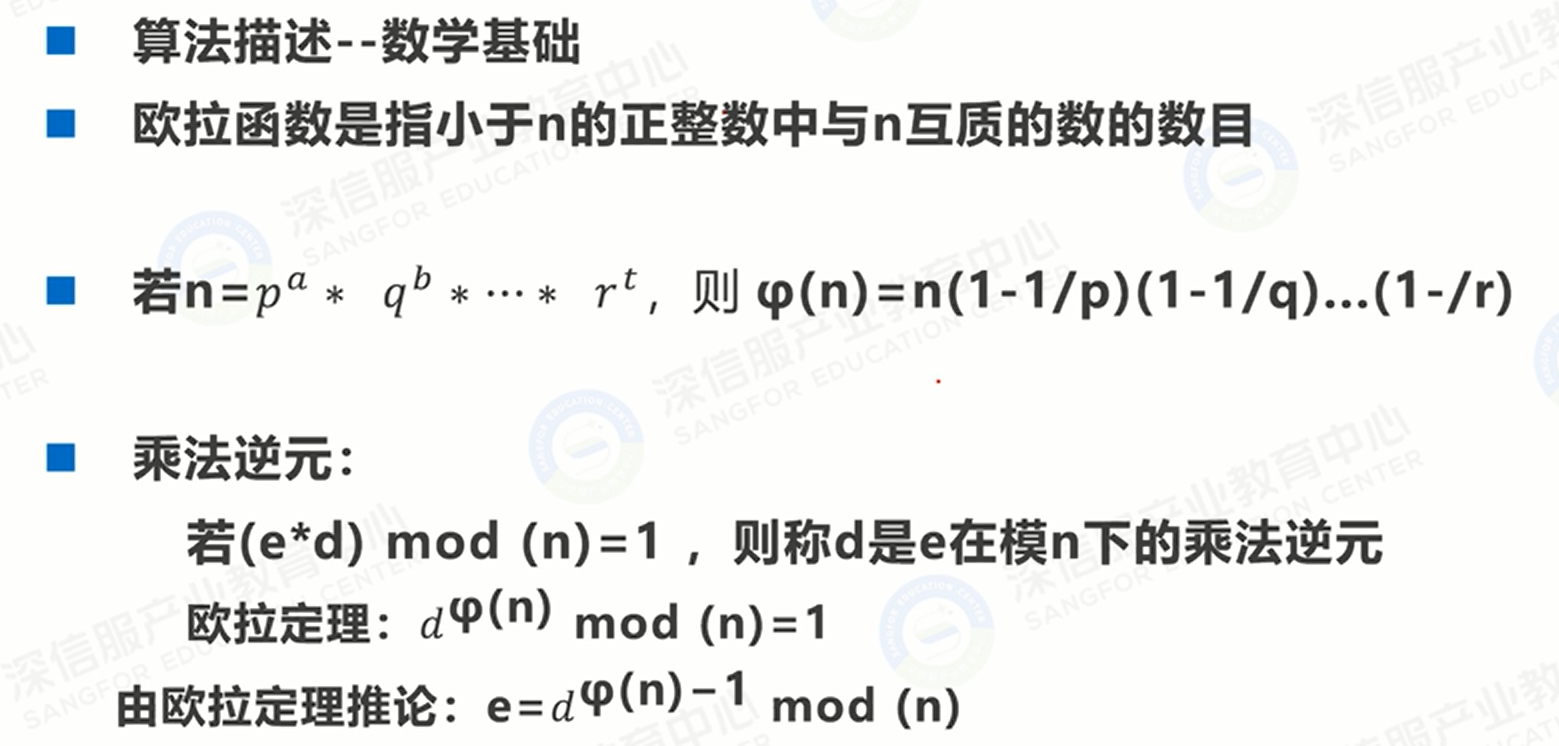 算法描述--数学基础
欧拉函数是指小于n的正整数中与n互质的数的数目
若n=pᵃ * qᵇ * ⋯ * rᵗ, 则 φ(n)=n(1-1/p)(1-1/q)...(1-/r)
乘法逆元：
若(e*d) mod (n)=1 ，则称d是e在模n下的乘法逆元
欧拉定理：d^φ(n) mod (n)=1
由欧拉定理推论：e=d^φ(n)−1 mod (n)
深信服产业教育中心
SANGFOR EDUCATION CENTER